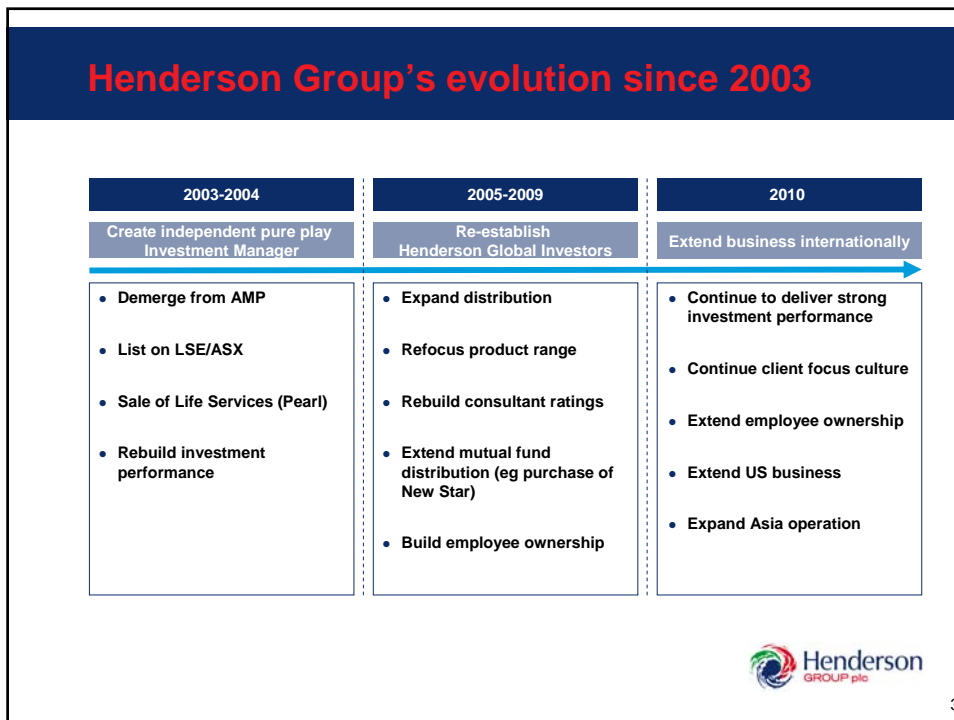 Henderson Group’s evolution since 2003
2003-2004
Create independent pure play
Investment Manager
• Demerge from AMP
• List on LSE/ASX
• Sale of Life Services (Pearl)
• Rebuild investment
performance
2005-2009
Re-establish
Henderson Global Investors
• Expand distribution
• Refocus product range
• Rebuild consultant ratings
• Extend mutual fund
distribution (eg purchase of
New Star)
• Build employee ownership
2010
Extend business internationally
• Continue to deliver strong
investment performance
• Continue client focus culture
• Extend employee ownership
• Extend US business
• Expand Asia operation
Henderson
GROUP plc
3